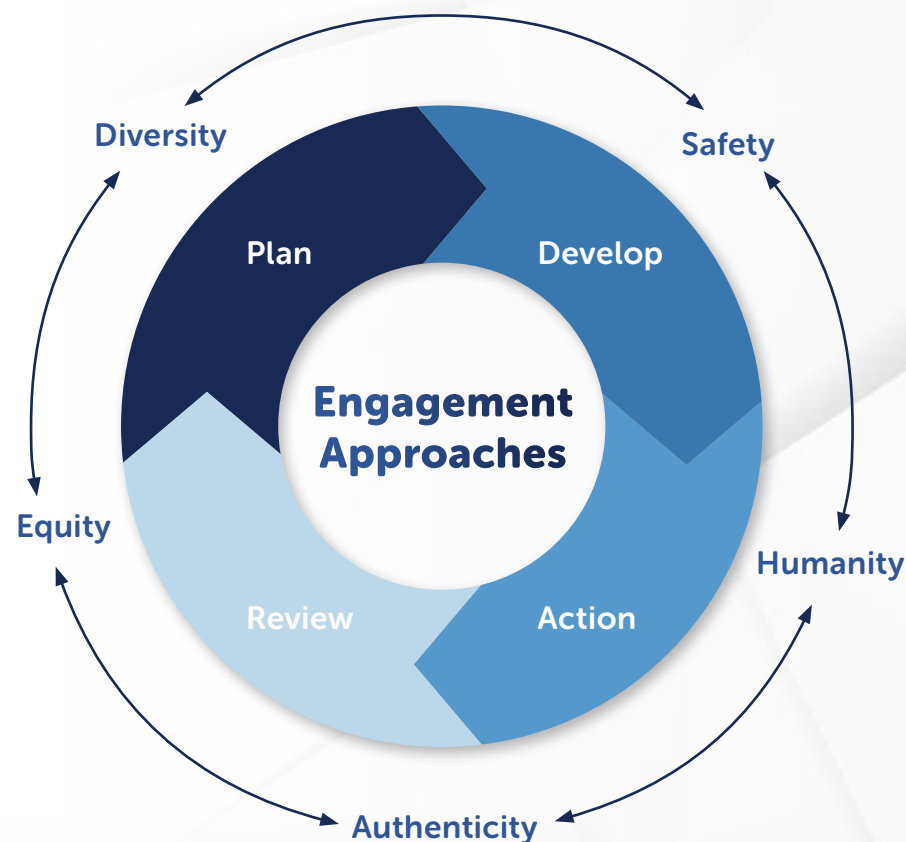 Diversity
Safety
Plan
Develop
Engagement
Approaches
Equity
Humanity
Review
Action
Authenticity